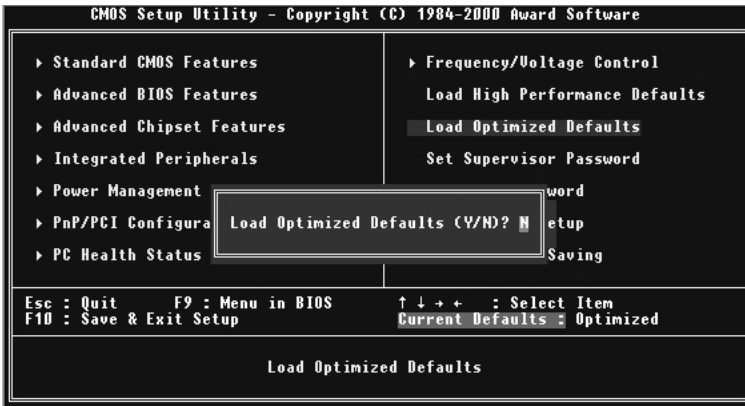 CMOS Setup Utility - Copyright (C) 1984-2000 Award Software
▸ Standard CMOS Features
▸ Advanced BIOS Features
▸ Advanced Chipset Features
▸ Integrated Peripherals
▸ Power Management
▸ PnP/PCI Configura
▸ PC Health Status
▸ Frequency/Voltage Control
Load High Performance Defaults
Load Optimized Defaults
Set Supervisor Password
word
etup
Saving
Load Optimized Defaults (Y/N)? N
Esc : Quit F9 : Menu in BIOS ↑ ↓ → ← : Select Item
F10 : Save & Exit Setup Current Defaults : Optimized
Load Optimized Defaults